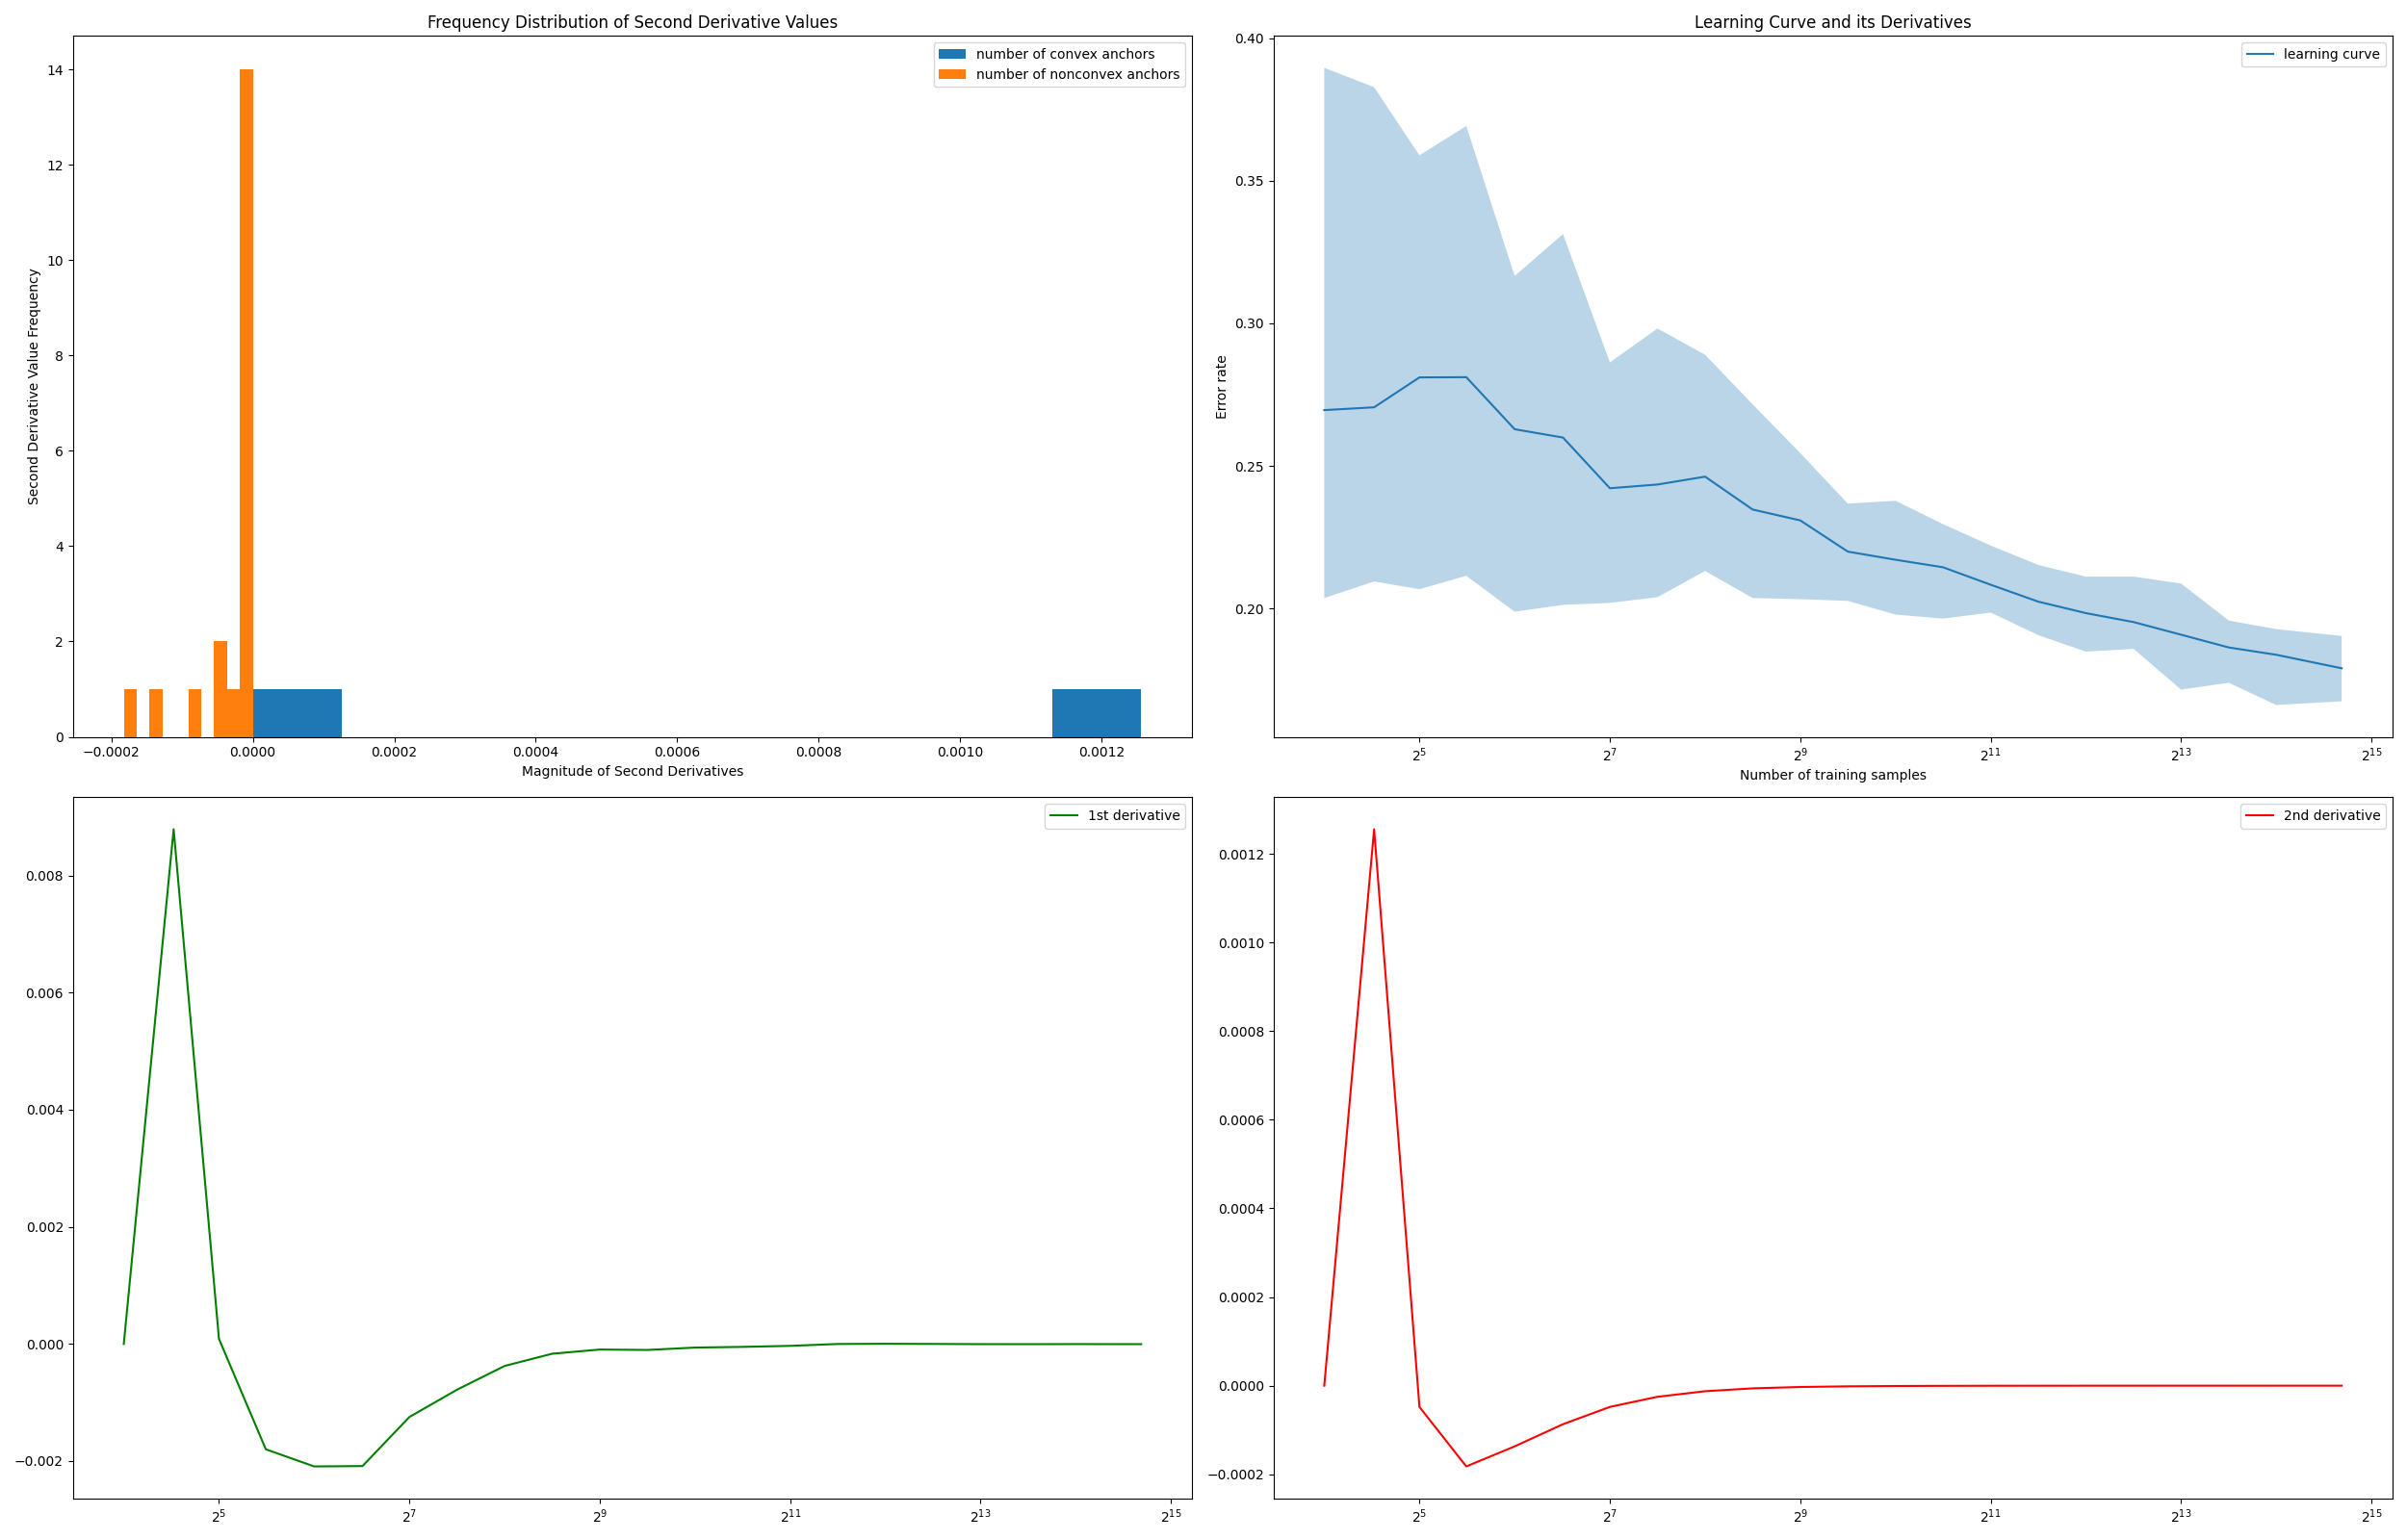 Frequency Distribution of Second Derivative Values
number of convex anchors
number of nonconvex anchors
Second Derivative Value Frequency
14
12
10
8
6
4
2
0
−0.0002 0.0000 0.0002 0.0004 0.0006 0.0008 0.0010 0.0012
Magnitude of Second Derivatives
Learning Curve and its Derivatives
learning curve
Error rate
0.40
0.35
0.30
0.25
0.20
2^5 2^7 2^9 2^11 2^13 2^15
Number of training samples
1st derivative
0.008
0.006
0.004
0.002
0.000
−0.002
2^5 2^7 2^9 2^11 2^13 2^15
2nd derivative
0.0012
0.0010
0.0008
0.0006
0.0004
0.0002
0.0000
−0.0002
2^5 2^7 2^9 2^11 2^13 2^15